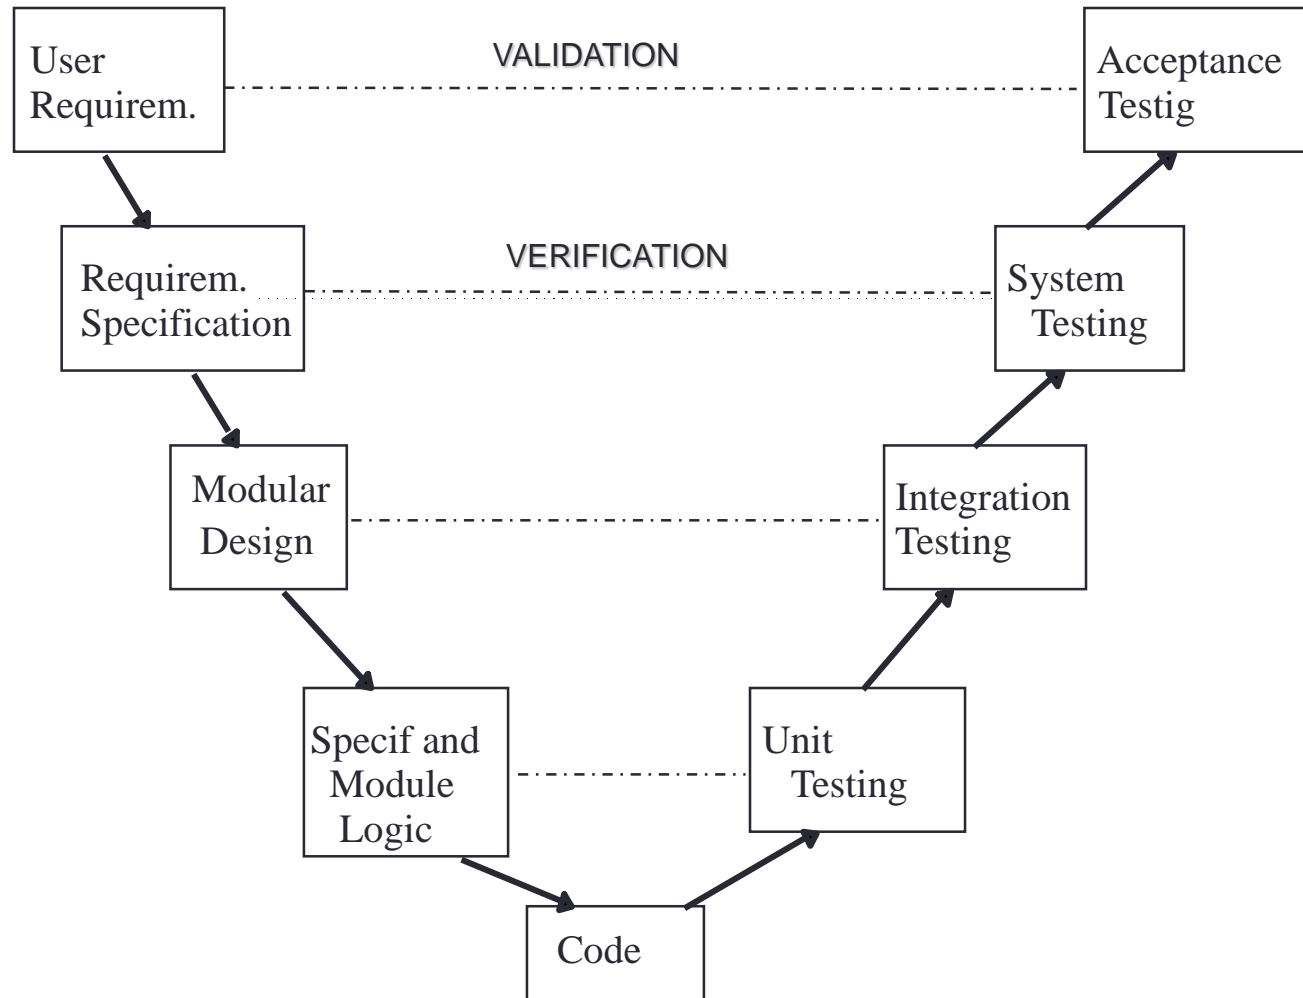 User
Requirem.
VALIDATION
Acceptance
Testig
Requirem.
Specification
VERIFICATION
System
Testing
Modular
Design
Integration
Testing
Specif and
Module
Logic
Unit
Testing
Code